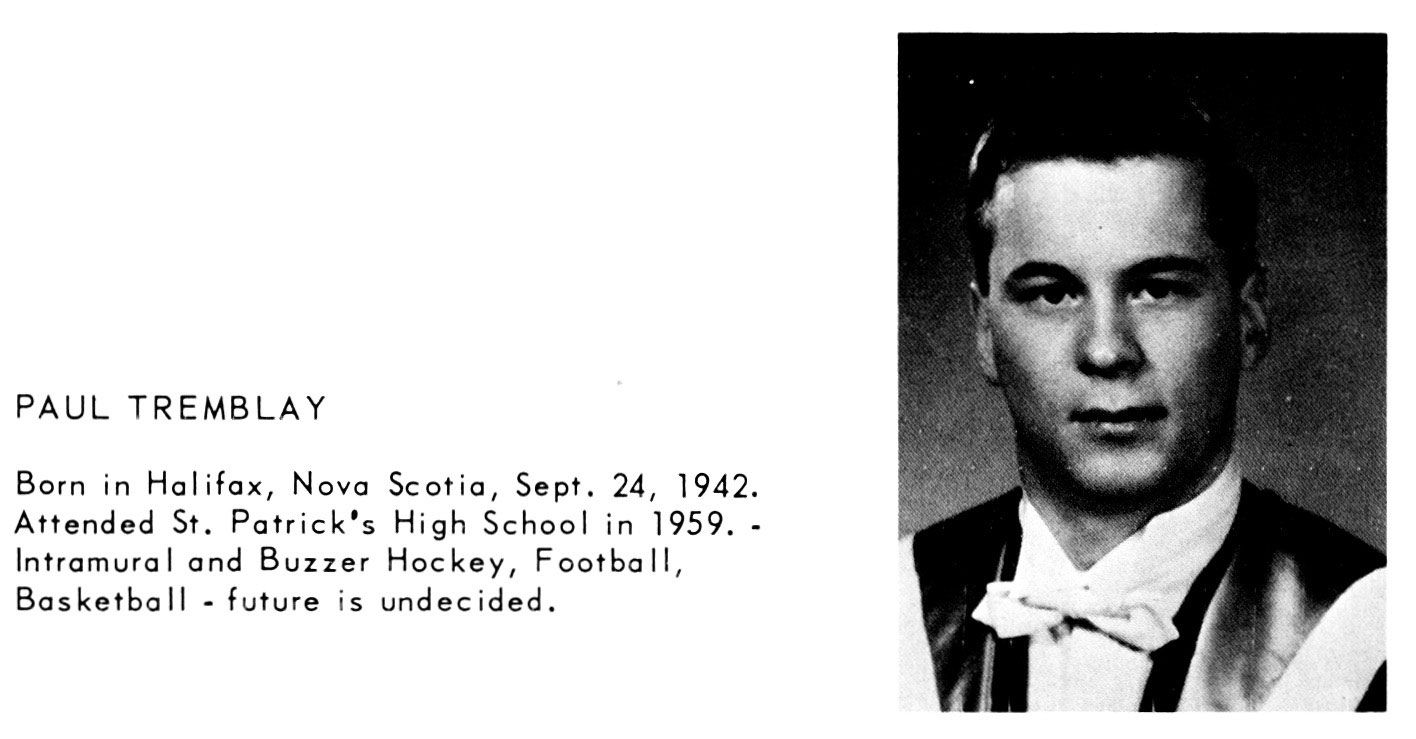 PAUL TREMBLAY
Born in Halifax, Nova Scotia, Sept. 24, 1942.
Attended St. Patrick's High School in 1959. -
Intramural and Buzzer Hockey, Football,
Basketball - future is undecided.